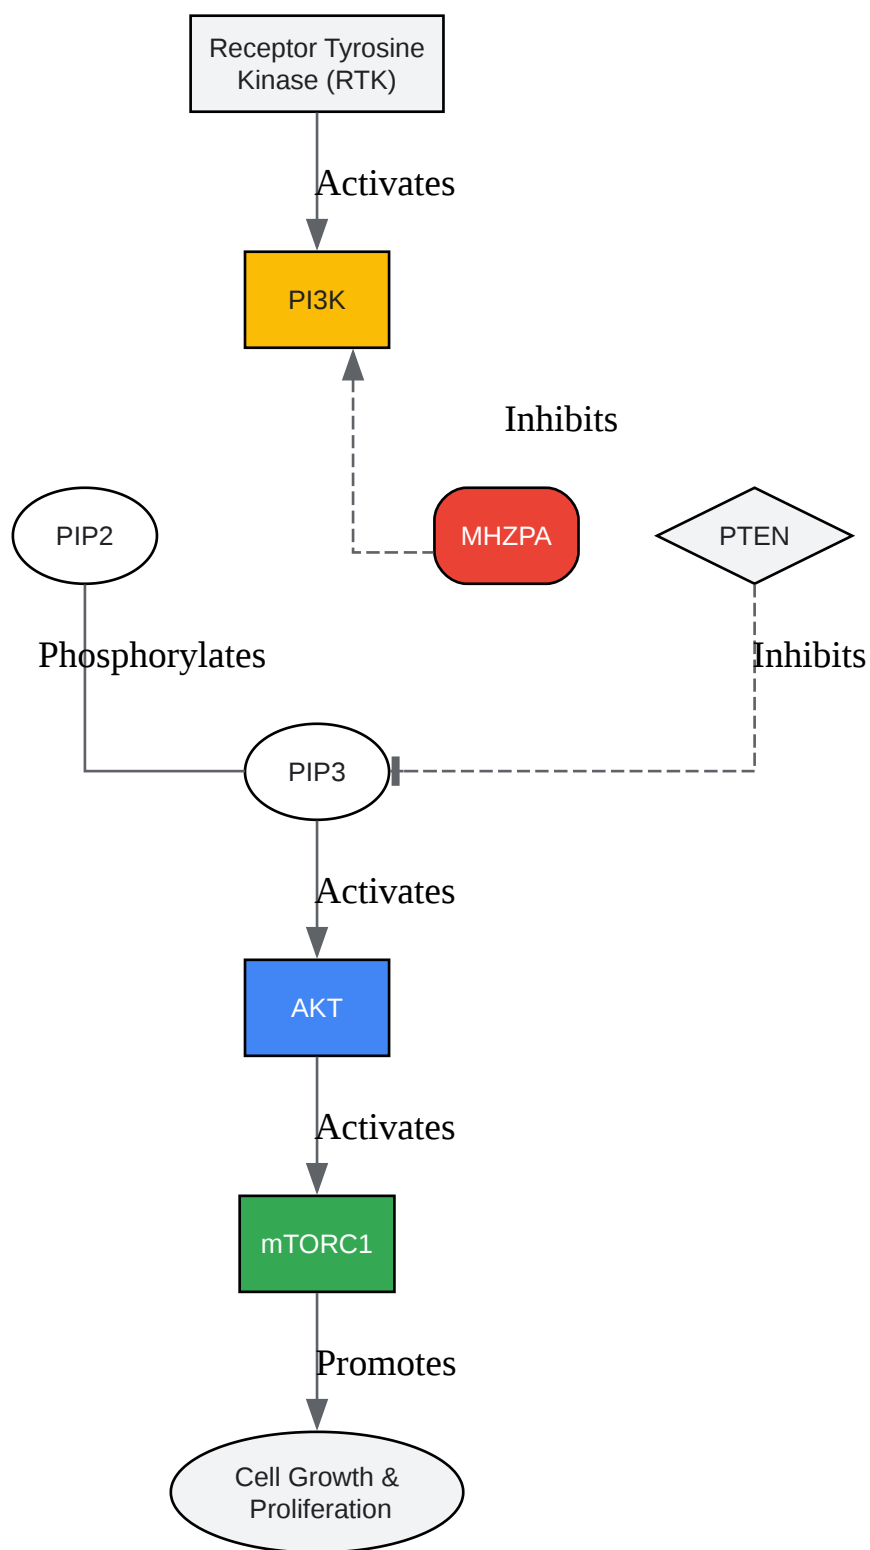 Receptor Tyrosine
Kinase (RTK)
Activates
PI3K
Inhibits
PIP2
MHZPA
PTEN
Phosphorylates
Inhibits
PIP3
Activates
AKT
Activates
mTORC1
Promotes
Cell Growth &
Proliferation